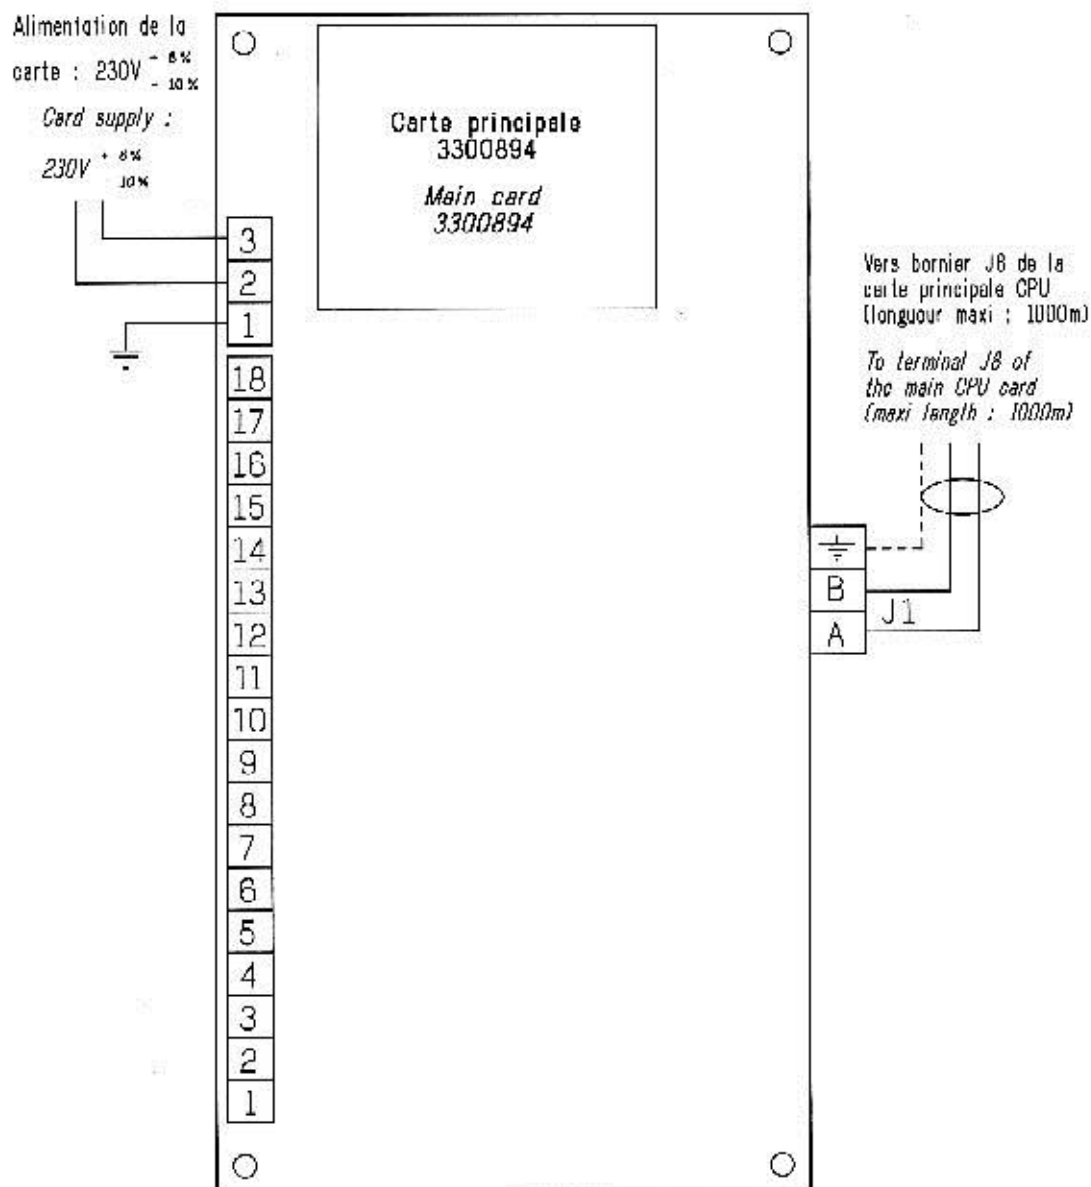 Alimentation de la
carte : 230V + 6%
- 10%
Card supply :
230V + 6%
10%
Carte principale
3300894
Main card
3300894
3
2
1
18
17
16
15
14
13
12
11
10
9
8
7
6
5
4
3
2
1
Vers bornier J8 de la
carte principale CPU
(longuour maxi : 1000m)
To terminal J8 of
the main CPU card
(maxi length : 1000m)
B
A
J1